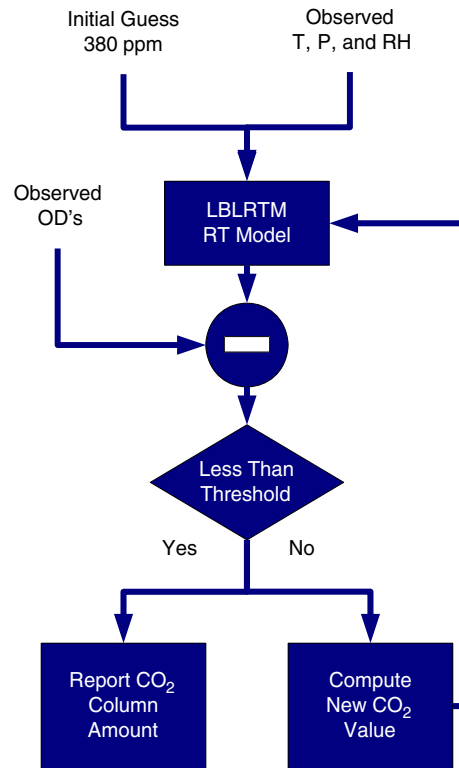 Initial Guess
380 ppm
Observed
T, P, and RH
Observed
OD's
LBLRTM
RT Model
Less Than
Threshold
Yes
No
Report CO₂
Column
Amount
Compute
New CO₂
Value